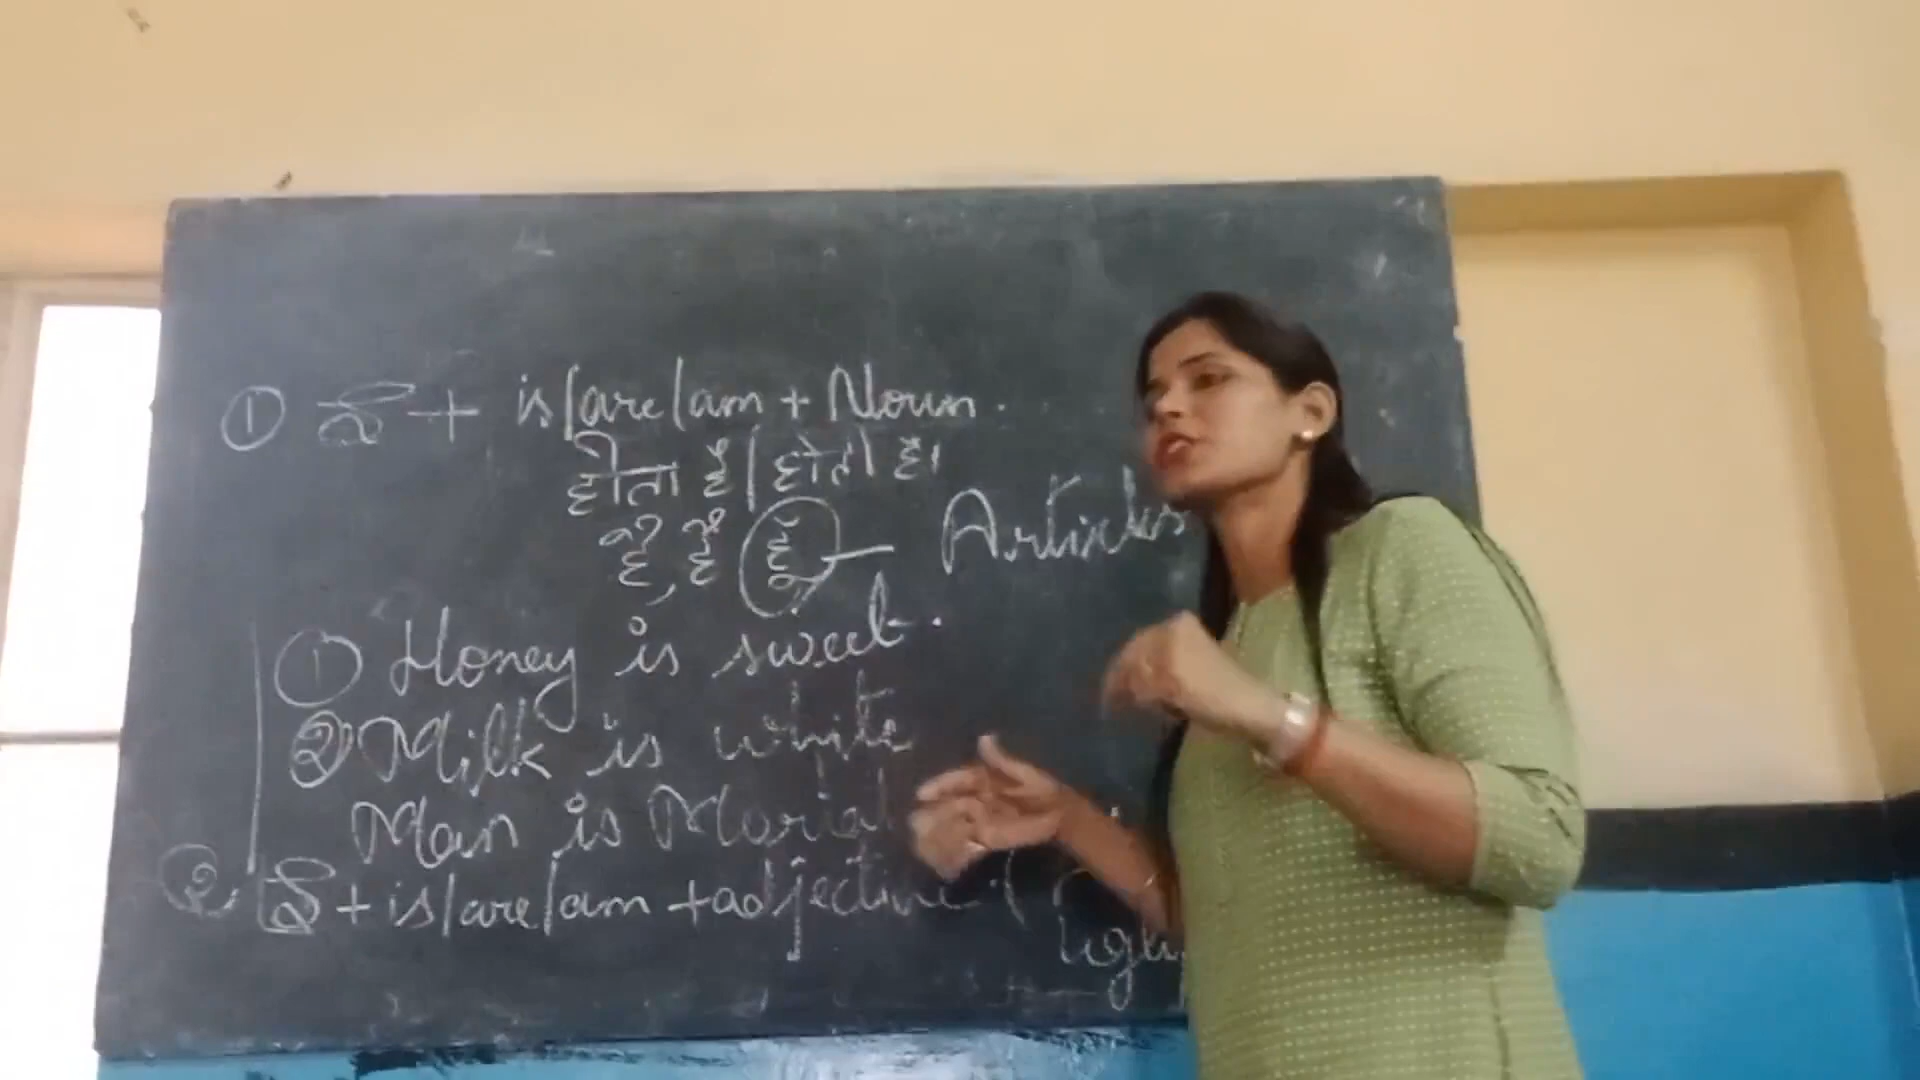 ① S + is/are/am + Noun.
होता है/होती है।
है, हैं हूँ — Articles
① Honey is sweet.
② Milk is white
Man is Morial
2. S + is/are/am + adjective. (